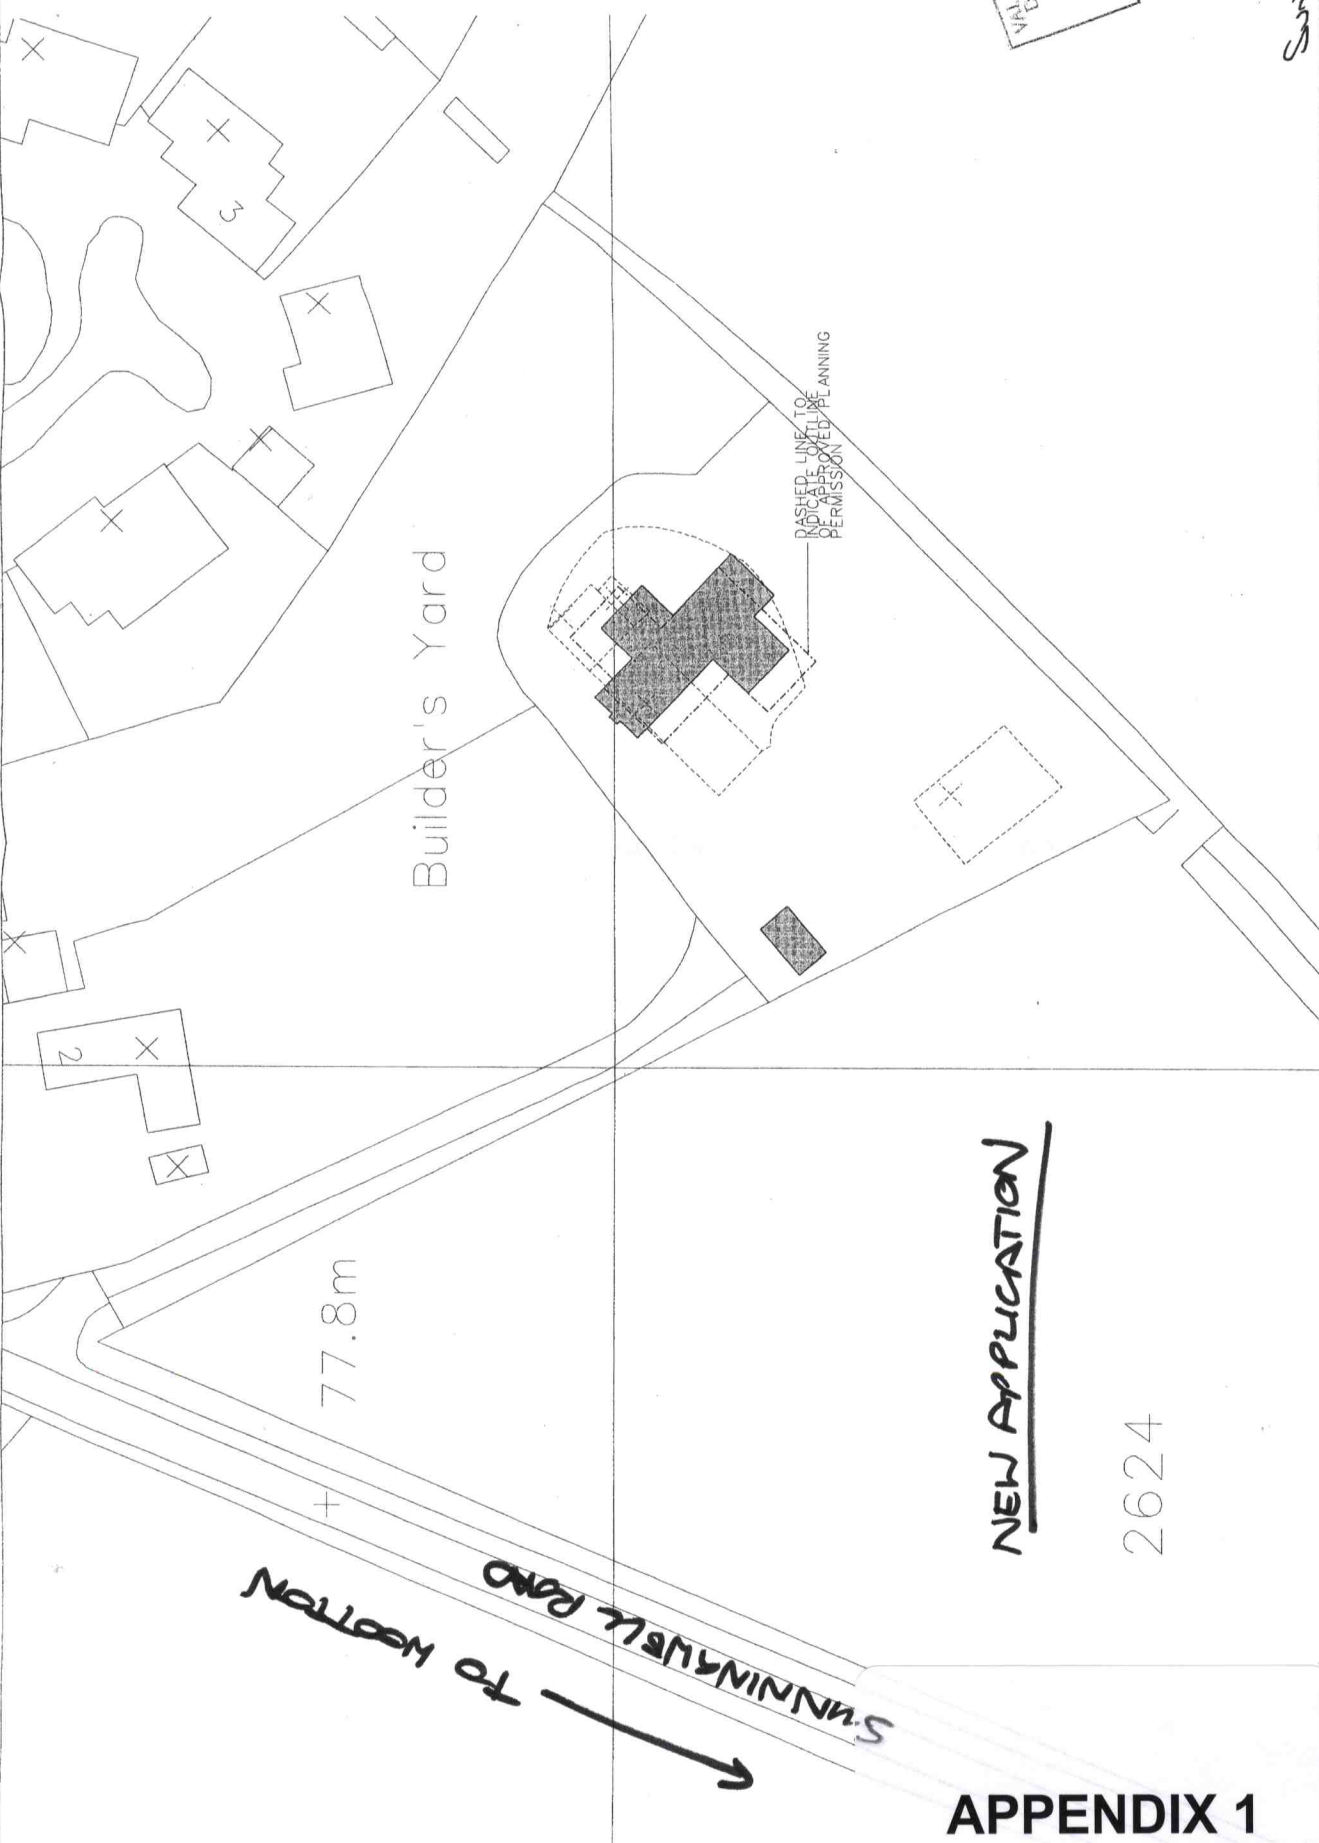 3
Builder's Yard
DASHED LINE TO
INDICATE OUTLINE
OF APPROVED PLANNING
PERMISSION
2
77.8m
NEW APPLICATION
2624
TO WOOTTON
SUNNINGWELL ROAD
APPENDIX 1